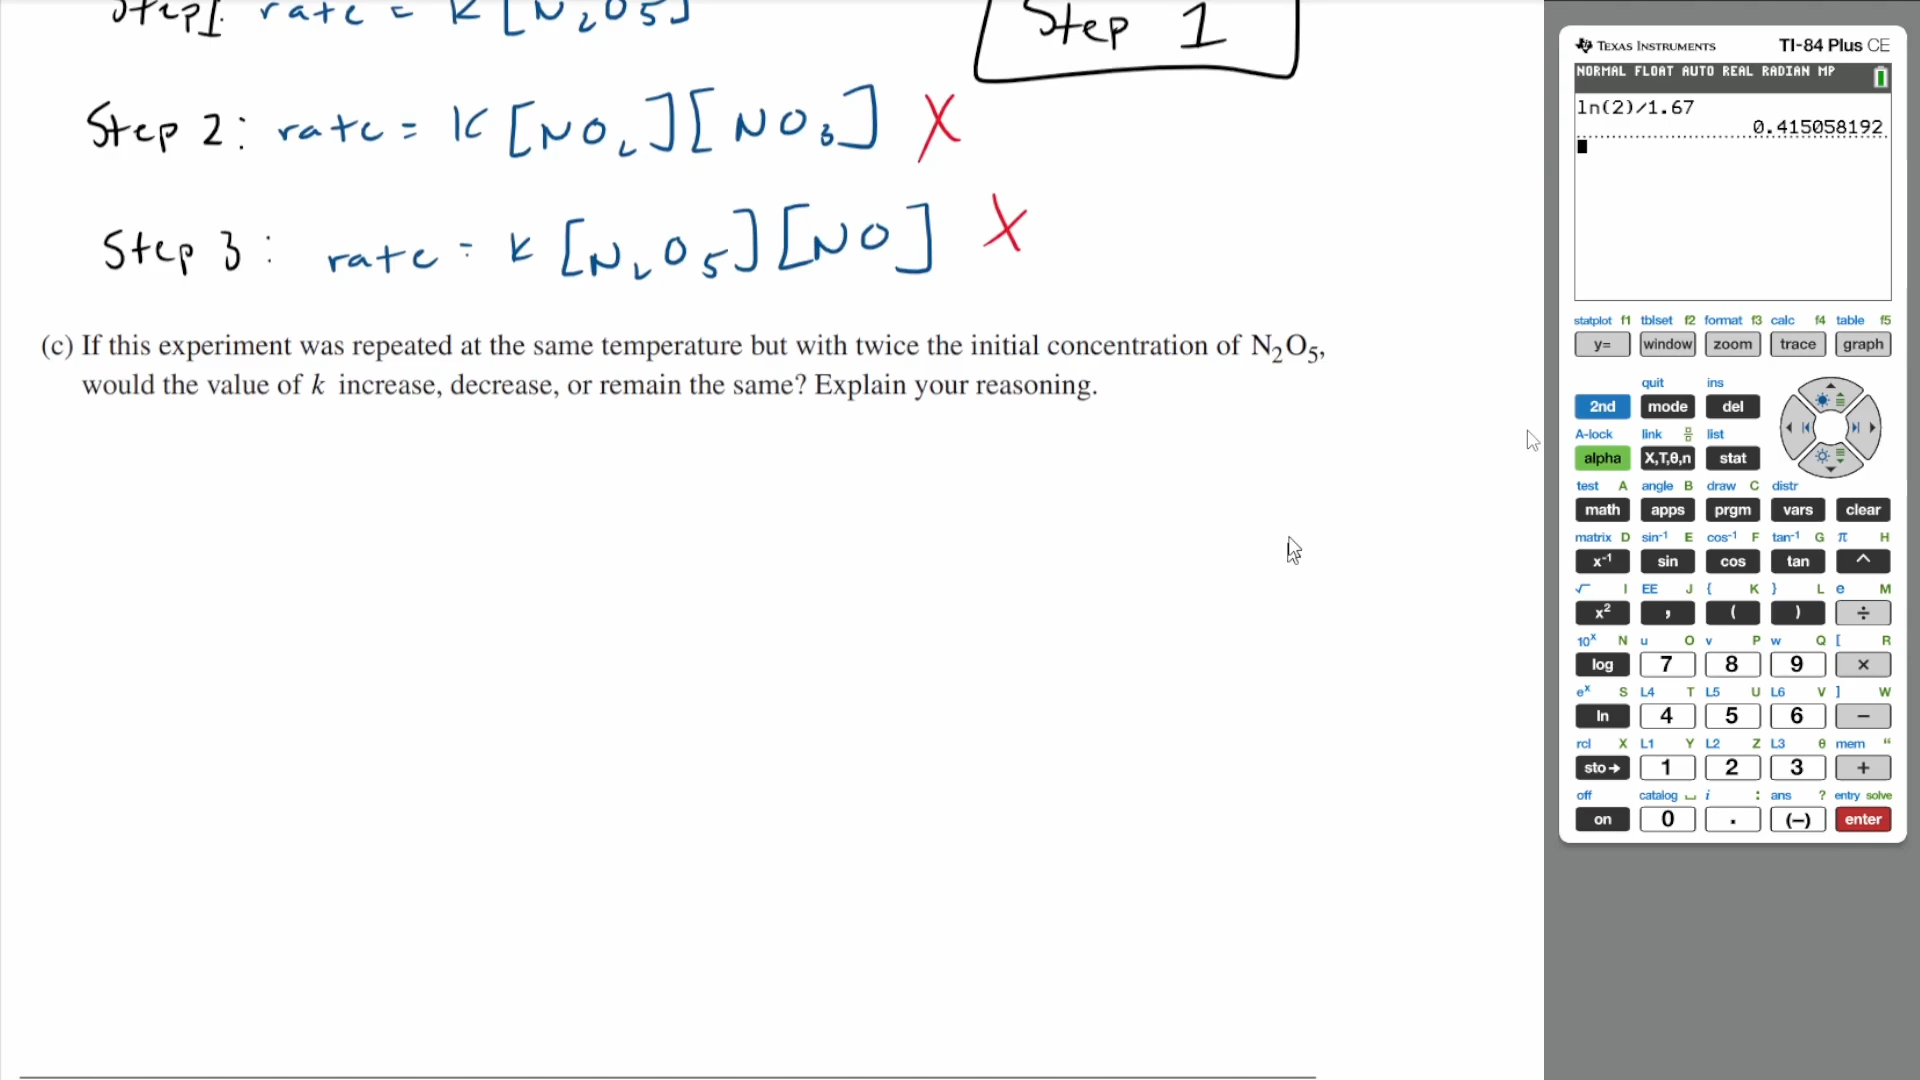 Step 1: rate = k[N2O5]
Step 1
Step 2: rate = k[NO2][NO3] X
Step 3: rate = k[N2O5][NO] X
(c) If this experiment was repeated at the same temperature but with twice the initial concentration of N₂O₅,
would the value of k increase, decrease, or remain the same? Explain your reasoning.
TEXAS INSTRUMENTS TI-84 Plus CE
NORMAL FLOAT AUTO REAL RADIAN MP
ln(2)/1.67
0.415058192
statplot f1 tblset f2 format f3 calc f4 table f5
y= window zoom trace graph
quit ins
2nd mode del
A-lock link list
alpha X,T,θ,n stat
test A angle B draw C distr
math apps prgm vars clear
matrix D sin⁻¹ E cos⁻¹ F tan⁻¹ G π H
x⁻¹ sin cos tan ^
√ I EE J { K } L e M
x² , ( ) ÷
10ˣ N u O v P w Q [ R
log 7 8 9 ×
eˣ S L4 T L5 U L6 V ] W
ln 4 5 6 −
rcl X L1 Y L2 Z L3 θ mem “
sto→ 1 2 3 +
off catalog ⎵ i : ans ? entry solve
on 0 . (−) enter